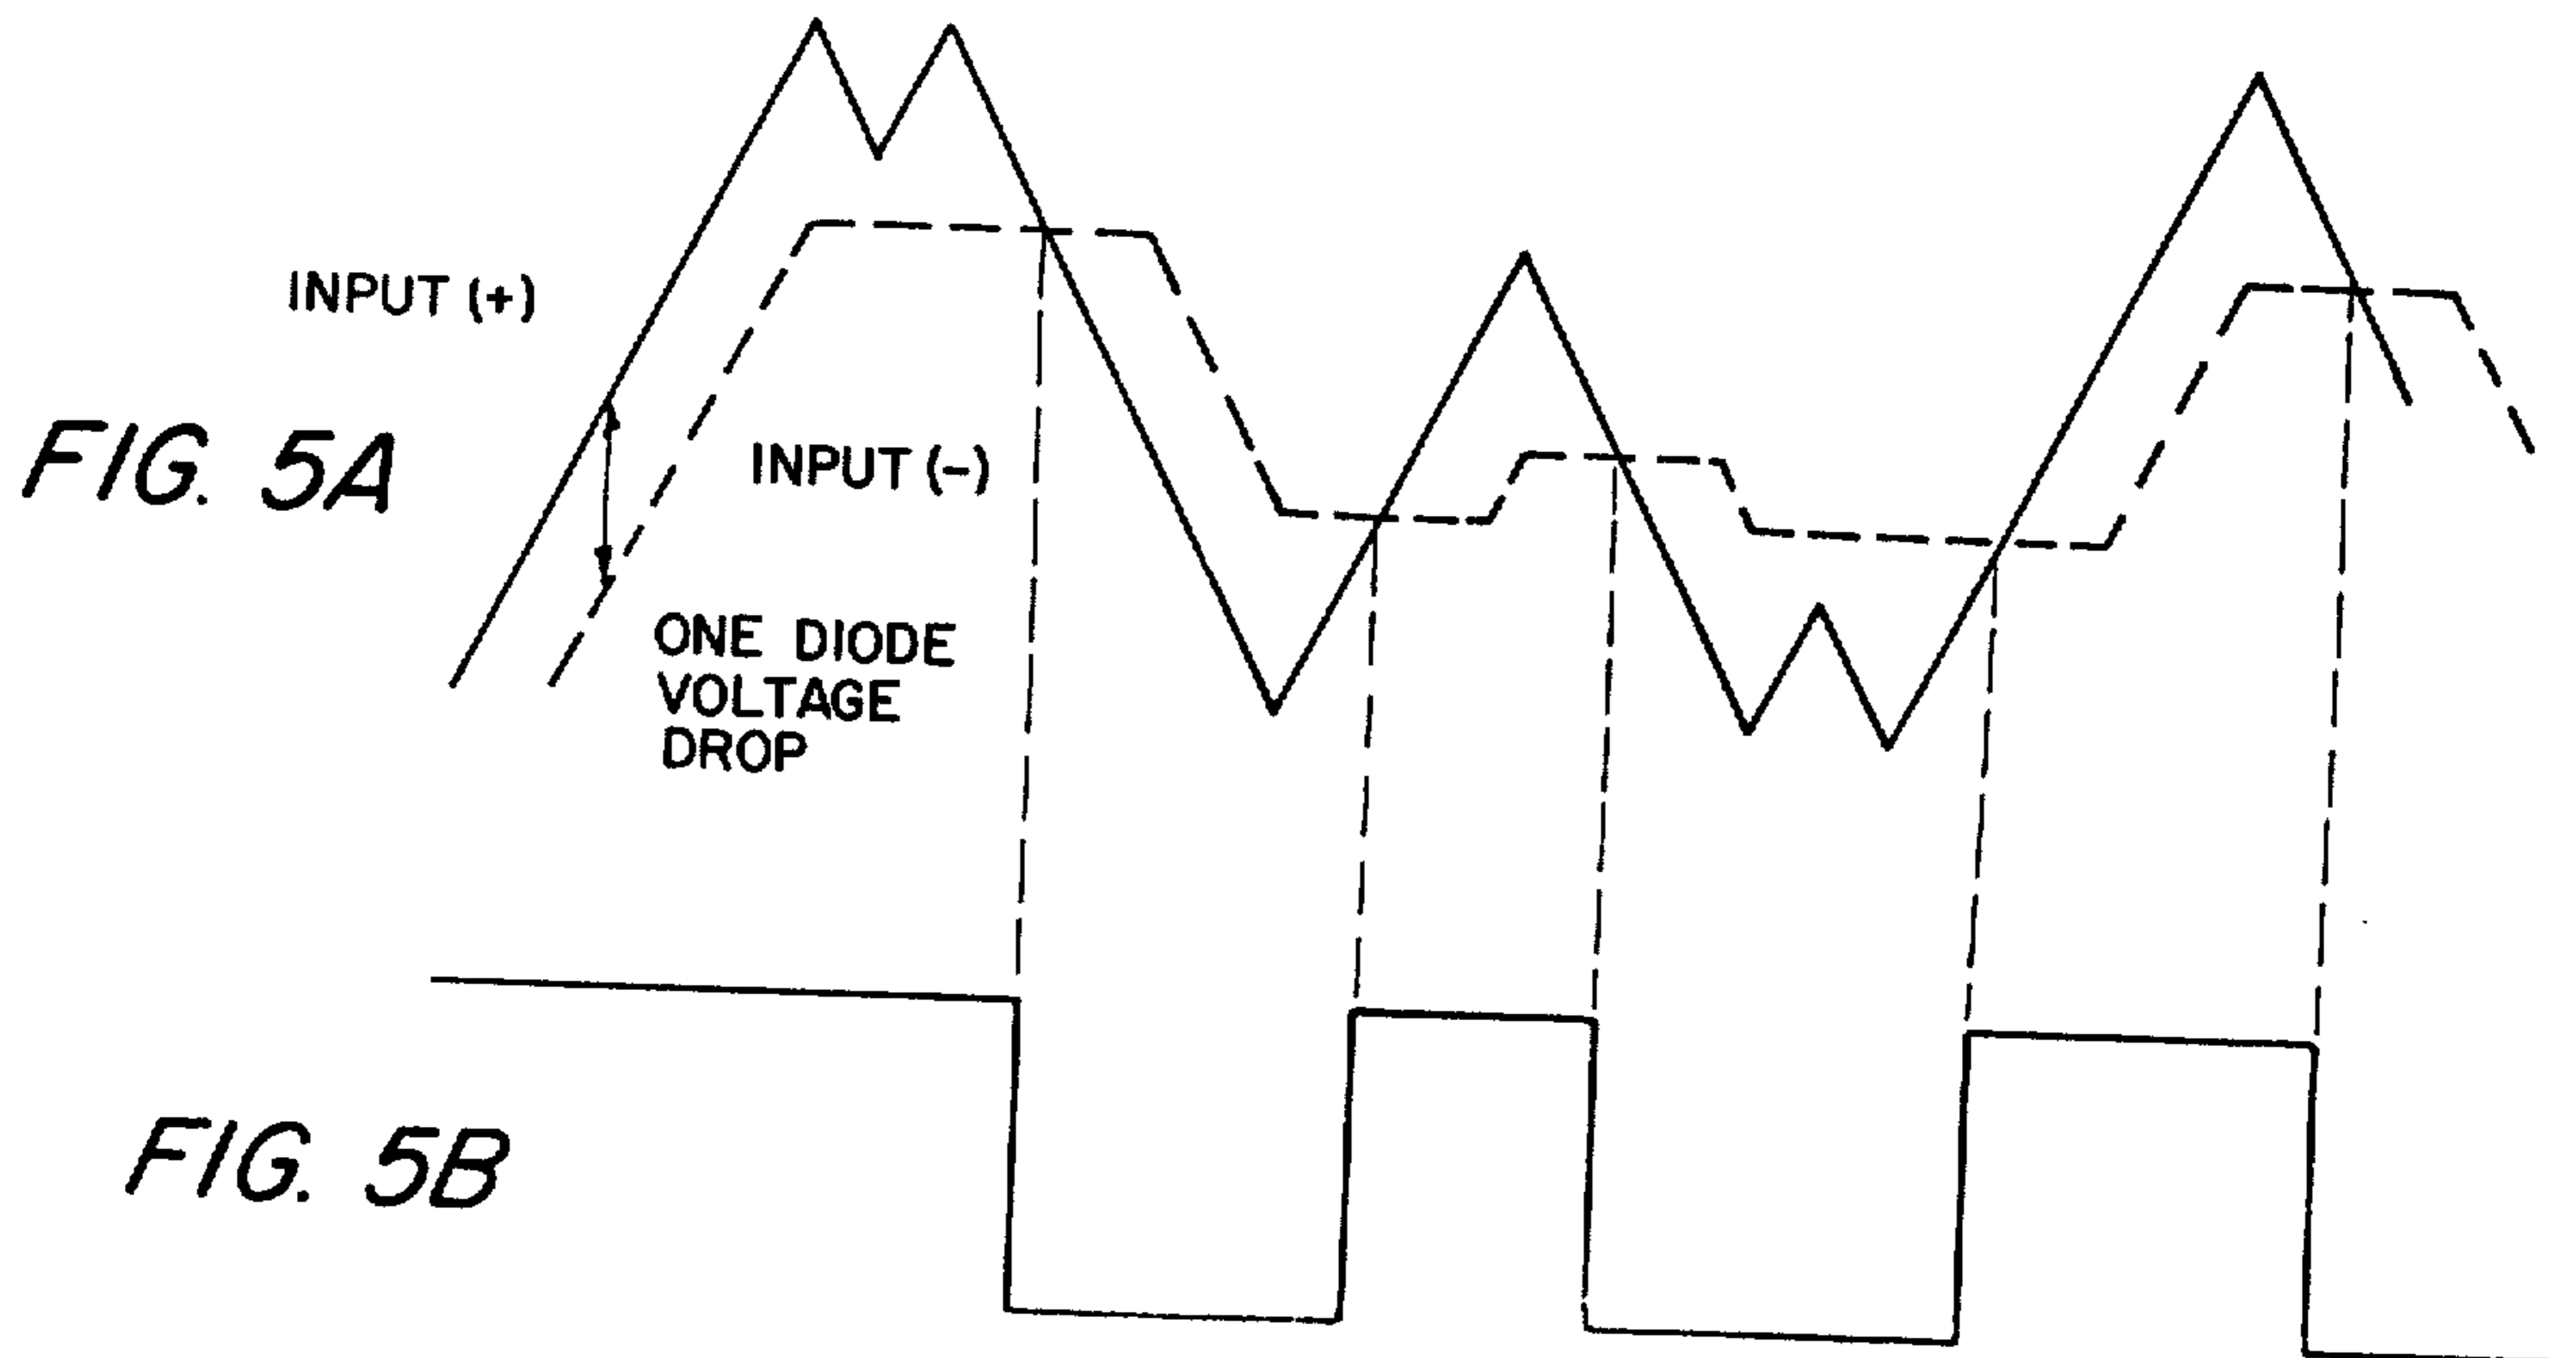 INPUT (+)
FIG. 5A
INPUT (-)
ONE DIODE
VOLTAGE
DROP
FIG. 5B